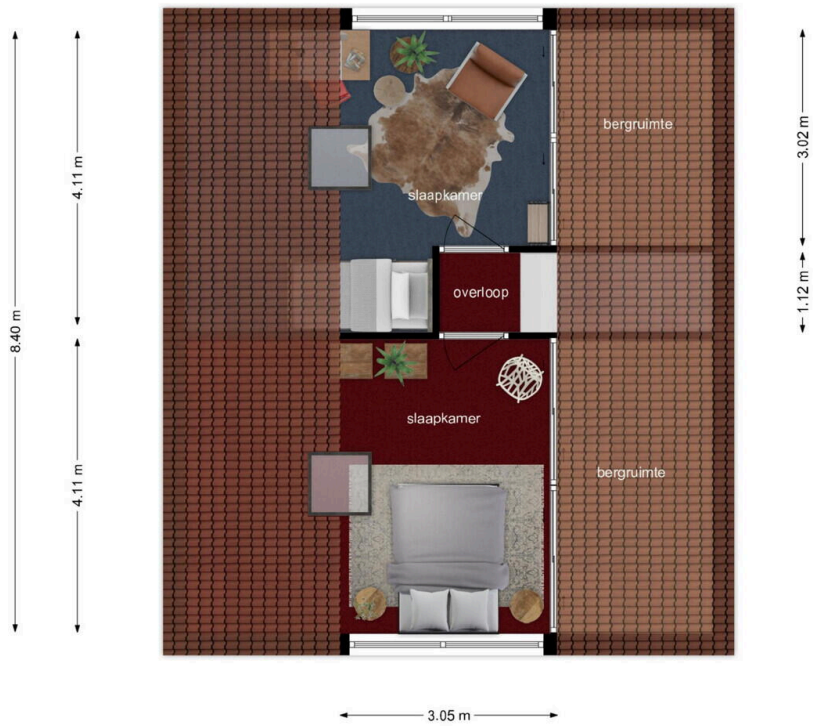 bergruimte
3.02 m
4.11 m
slaapkamer
overloop
1.12 m
8.40 m
slaapkamer
bergruimte
4.11 m
3.05 m